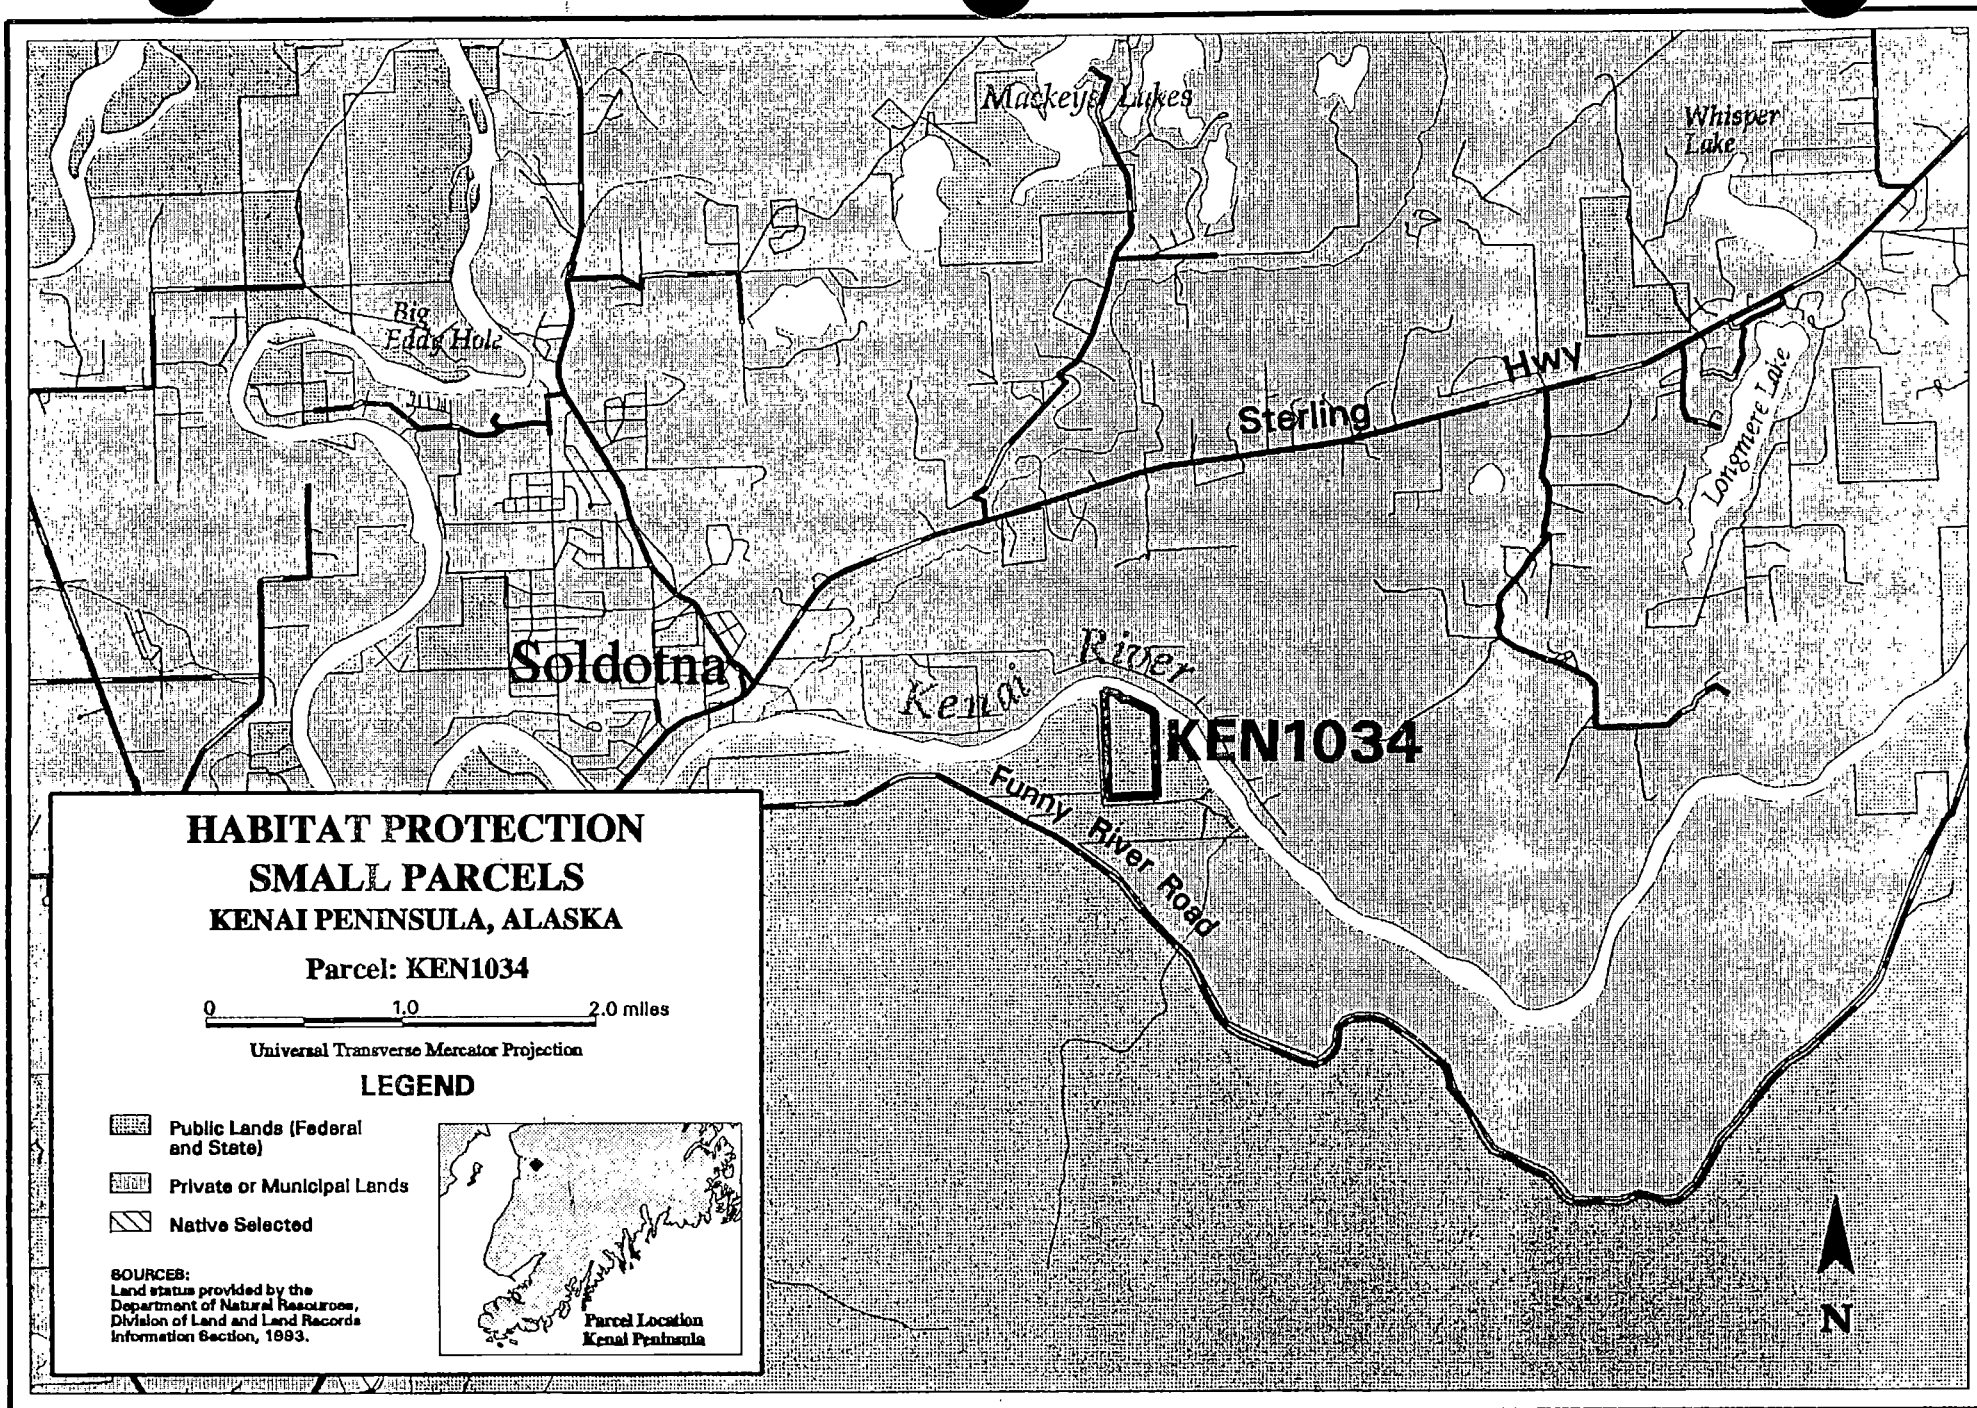 Mackeys Lakes
Whisper
Lake
Big
Eddy Hole
Sterling Hwy
Longmere Lake
Soldotna
Kenai River
KEN1034
Funny River Road
HABITAT PROTECTION
SMALL PARCELS
KENAI PENINSULA, ALASKA
Parcel: KEN1034
0 1.0 2.0 miles
Universal Transverse Mercator Projection
LEGEND
Public Lands (Federal
and State)
Private or Municipal Lands
Native Selected
SOURCES:
Land status provided by the
Department of Natural Resources,
Division of Land and Land Records
Information Section, 1993.
Parcel Location
Kenai Peninsula
N